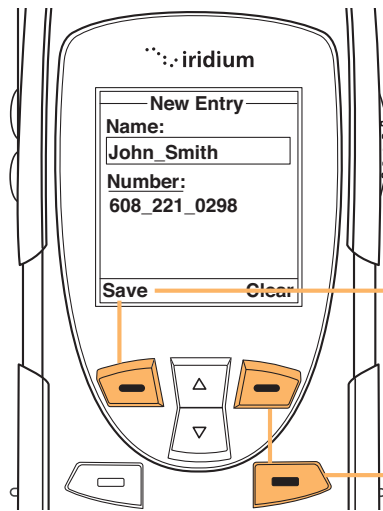 iridium
New Entry
Name:
John_Smith
Number:
608_221_0298
Save Clear